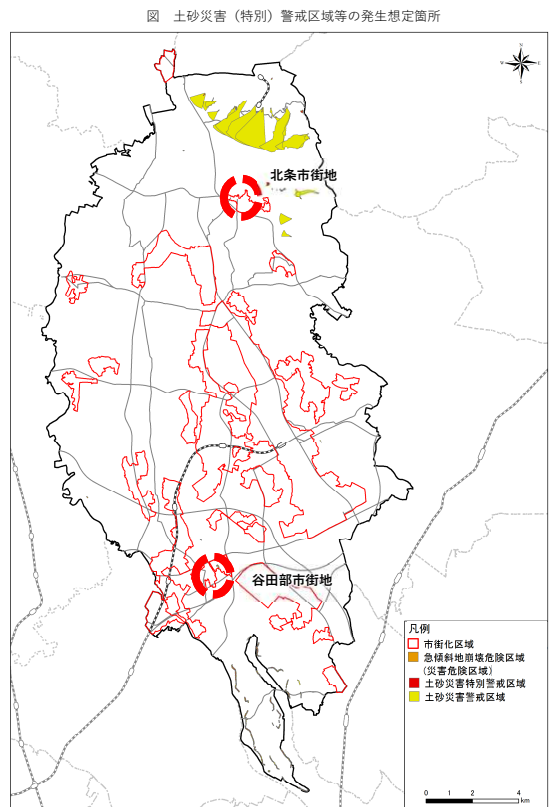 図　土砂災害（特別）警戒区域等の発生想定箇所
N
W
E
S
北条市街地
谷田部市街地
凡例
市街化区域
急傾斜地崩壊危険区域
（災害危険区域）
土砂災害特別警戒区域
土砂災害警戒区域
0 1 2 4
km